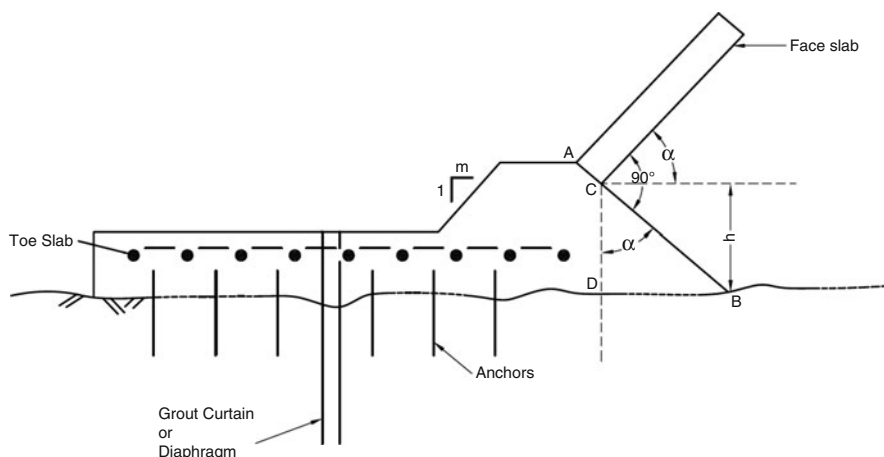 Face slab
A
m
1
α
90°
C
h
Toe Slab
α
D
B
Anchors
Grout Curtain
or
Diaphragm